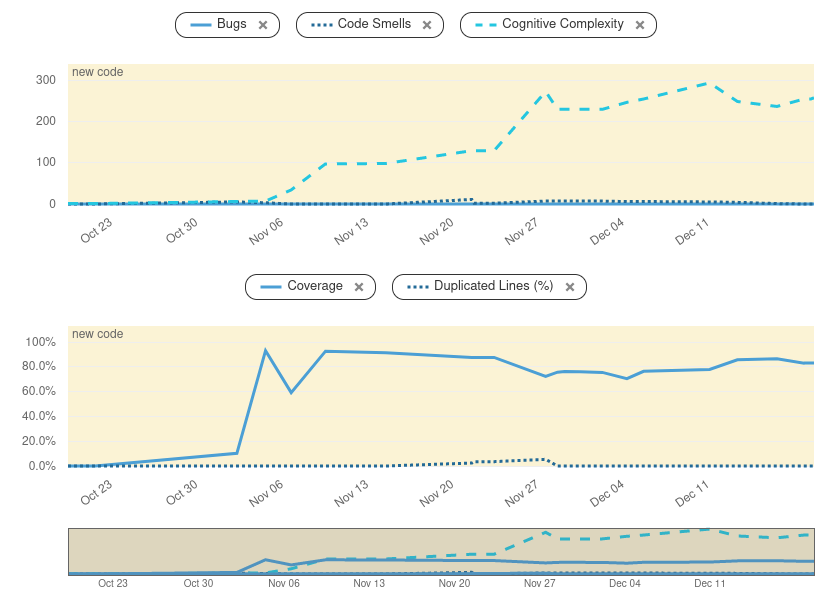 Bugs × Code Smells × Cognitive Complexity ×
new code
300
200
100
0
Oct 23 Oct 30 Nov 06 Nov 13 Nov 20 Nov 27 Dec 04 Dec 11
Coverage × Duplicated Lines (%) ×
new code
100%
80.0%
60.0%
40.0%
20.0%
0.0%
Oct 23 Oct 30 Nov 06 Nov 13 Nov 20 Nov 27 Dec 04 Dec 11
Oct 23 Oct 30 Nov 06 Nov 13 Nov 20 Nov 27 Dec 04 Dec 11